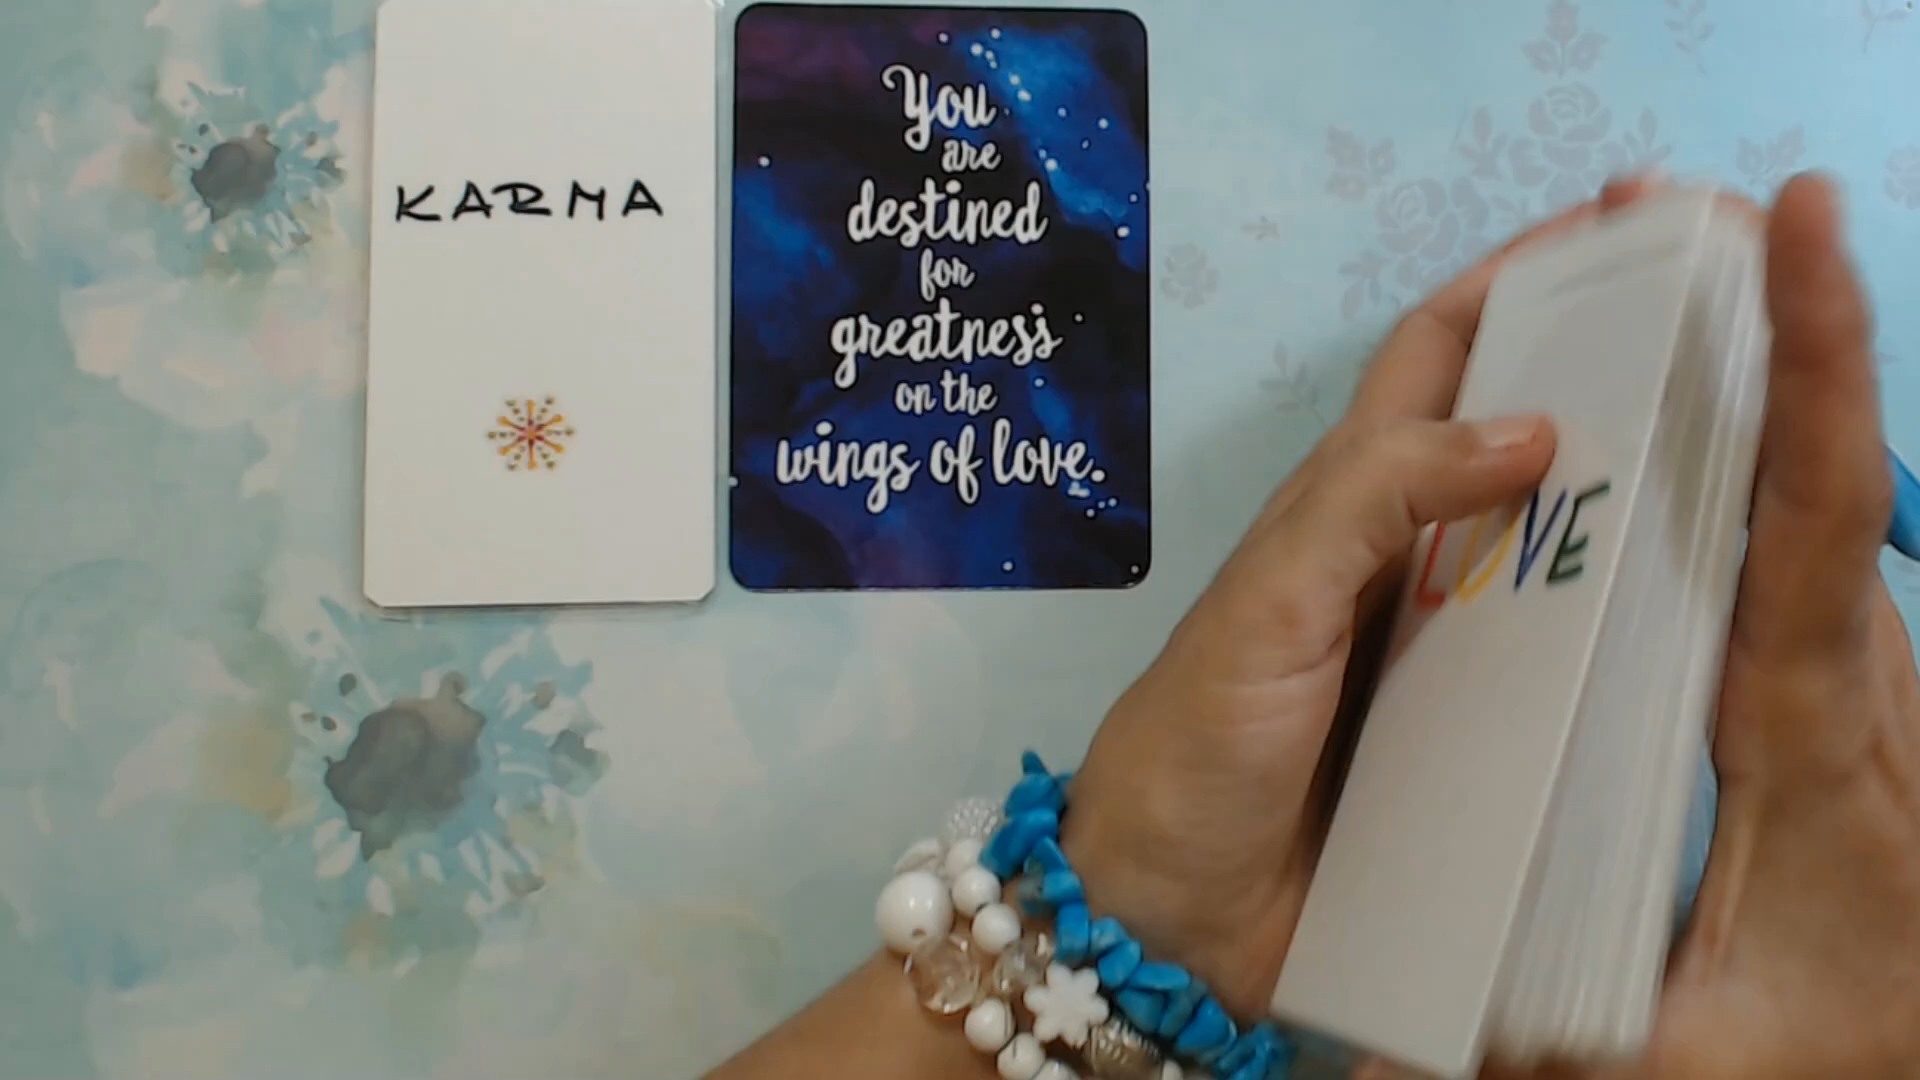 KARMA
You
are
destined
for
greatness
on the
wings of love.
LOVE